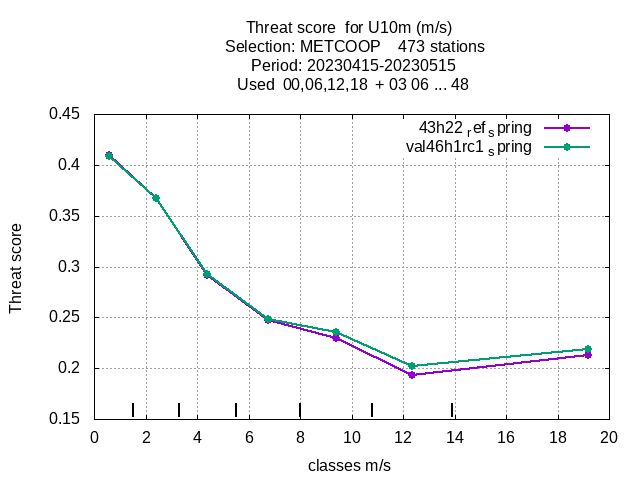 Threat score  for U10m (m/s)
Selection: METCOOP    473 stations
Period: 20230415-20230515
Used  00,06,12,18  + 03 06 ... 48
0.45
43h22 ref spring
val46h1rc1 spring
0.4
0.35
0.3
0.25
0.2
0.15
Threat score
0 2 4 6 8 10 12 14 16 18 20
classes m/s